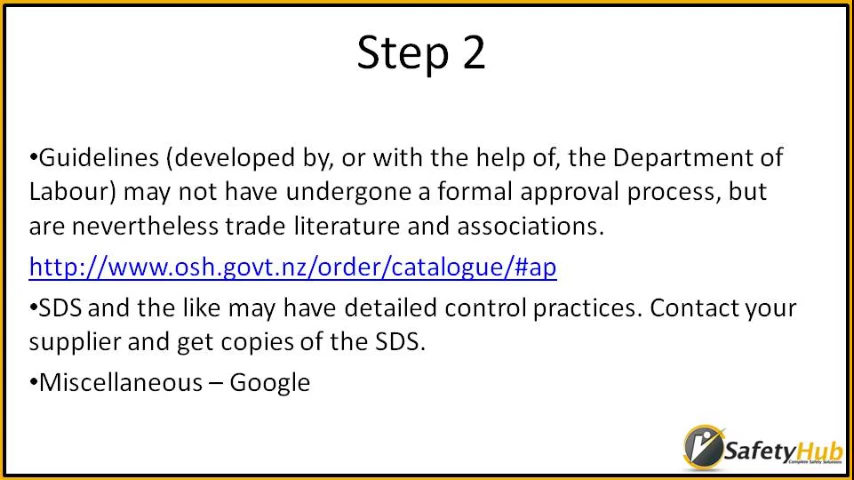 Step 2
•Guidelines (developed by, or with the help of, the Department of
Labour) may not have undergone a formal approval process, but
are nevertheless trade literature and associations.
http://www.osh.govt.nz/order/catalogue/#ap
•SDS and the like may have detailed control practices. Contact your
supplier and get copies of the SDS.
•Miscellaneous – Google
SafetyHub
Complete Safety Solutions